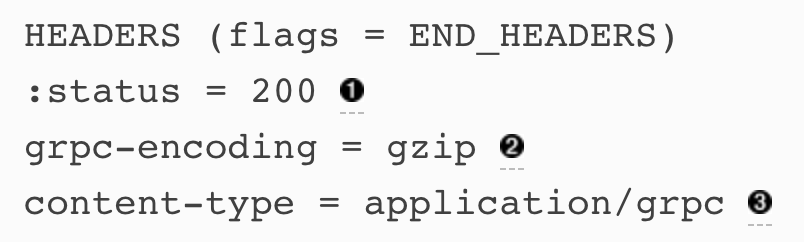 HEADERS (flags = END_HEADERS)
:status = 200 ❶
grpc-encoding = gzip ❷
content-type = application/grpc ❸